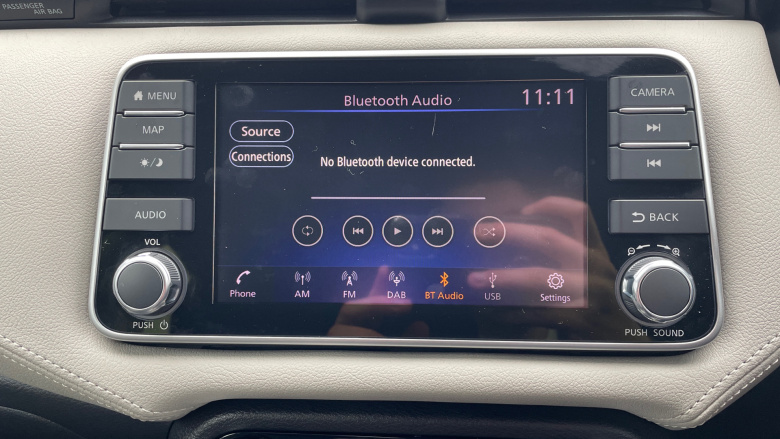 PASSENGER
AIR BAG
MENU
MAP
AUDIO
VOL
PUSH
Bluetooth Audio
11:11
Source
Connections
No Bluetooth device connected.
Phone
AM
FM
DAB
BT Audio
USB
Settings
CAMERA
BACK
PUSH SOUND